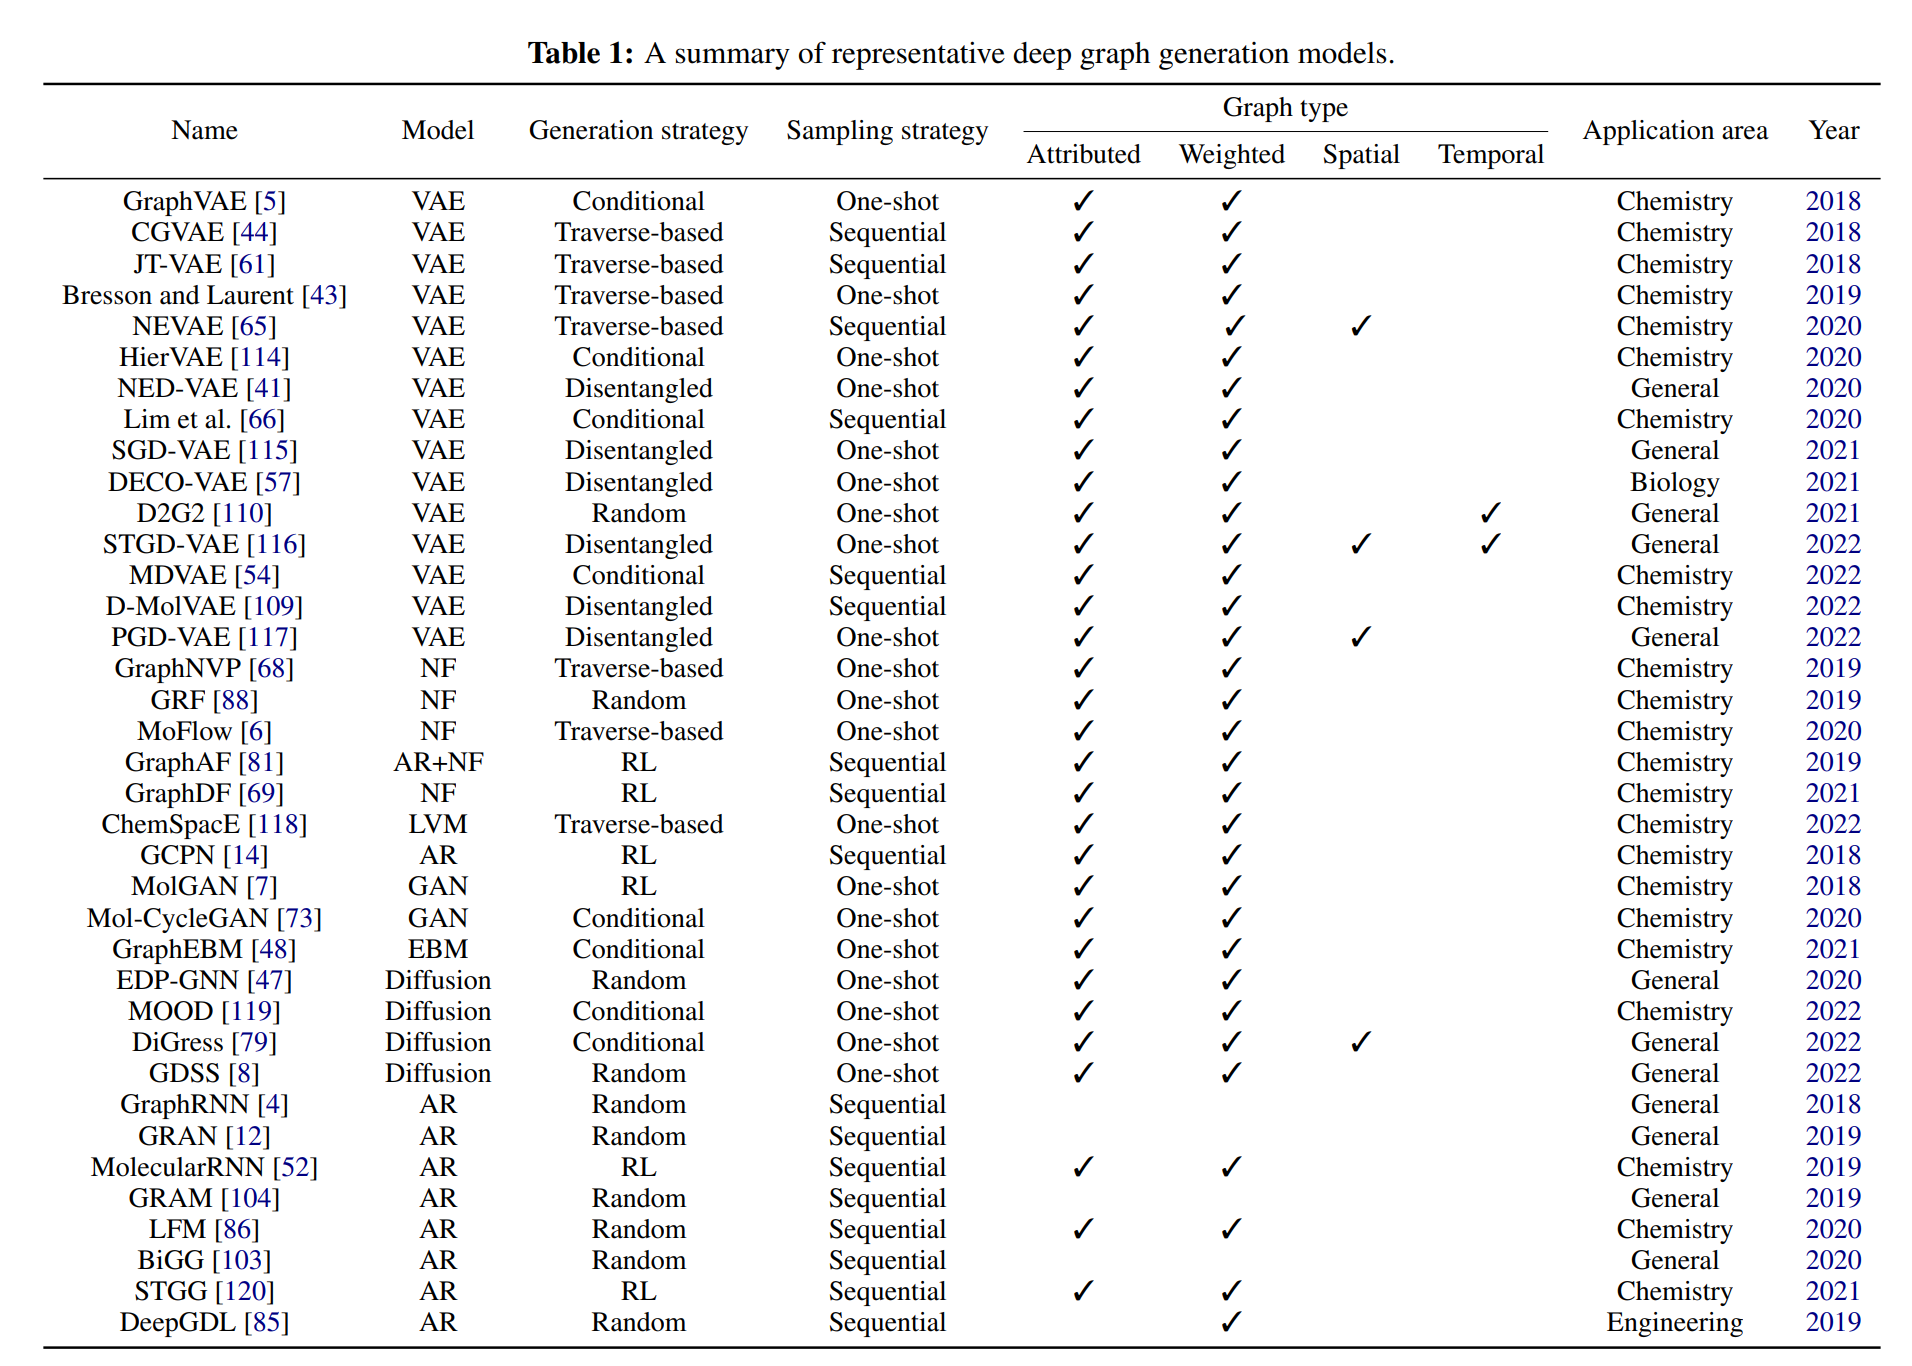 Table 1: A summary of representative deep graph generation models.
Graph type
Name Model Generation strategy Sampling strategy Application area Year
Attributed Weighted Spatial Temporal
GraphVAE [5] VAE Conditional One-shot ✓ ✓ Chemistry 2018
CGVAE [44] VAE Traverse-based Sequential ✓ ✓ Chemistry 2018
JT-VAE [61] VAE Traverse-based Sequential ✓ ✓ Chemistry 2018
Bresson and Laurent [43] VAE Traverse-based One-shot ✓ ✓ Chemistry 2019
NEVAE [65] VAE Traverse-based Sequential ✓ ✓ ✓ Chemistry 2020
HierVAE [114] VAE Conditional One-shot ✓ ✓ Chemistry 2020
NED-VAE [41] VAE Disentangled One-shot ✓ ✓ General 2020
Lim et al. [66] VAE Conditional Sequential ✓ ✓ Chemistry 2020
SGD-VAE [115] VAE Disentangled One-shot ✓ ✓ General 2021
DECO-VAE [57] VAE Disentangled One-shot ✓ ✓ Biology 2021
D2G2 [110] VAE Random One-shot ✓ ✓ ✓ General 2021
STGD-VAE [116] VAE Disentangled One-shot ✓ ✓ ✓ ✓ General 2022
MDVAE [54] VAE Conditional Sequential ✓ ✓ Chemistry 2022
D-MolVAE [109] VAE Disentangled Sequential ✓ ✓ Chemistry 2022
PGD-VAE [117] VAE Disentangled One-shot ✓ ✓ ✓ General 2022
GraphNVP [68] NF Traverse-based One-shot ✓ ✓ Chemistry 2019
GRF [88] NF Random One-shot ✓ ✓ Chemistry 2019
MoFlow [6] NF Traverse-based One-shot ✓ ✓ Chemistry 2020
GraphAF [81] AR+NF RL Sequential ✓ ✓ Chemistry 2019
GraphDF [69] NF RL Sequential ✓ ✓ Chemistry 2021
ChemSpacE [118] LVM Traverse-based One-shot ✓ ✓ Chemistry 2022
GCPN [14] AR RL Sequential ✓ ✓ Chemistry 2018
MolGAN [7] GAN RL One-shot ✓ ✓ Chemistry 2018
Mol-CycleGAN [73] GAN Conditional One-shot ✓ ✓ Chemistry 2020
GraphEBM [48] EBM Conditional One-shot ✓ ✓ Chemistry 2021
EDP-GNN [47] Diffusion Random One-shot ✓ ✓ General 2020
MOOD [119] Diffusion Conditional One-shot ✓ ✓ Chemistry 2022
DiGress [79] Diffusion Conditional One-shot ✓ ✓ ✓ General 2022
GDSS [8] Diffusion Random One-shot ✓ ✓ General 2022
GraphRNN [4] AR Random Sequential General 2018
GRAN [12] AR Random Sequential General 2019
MolecularRNN [52] AR RL Sequential ✓ ✓ Chemistry 2019
GRAM [104] AR Random Sequential General 2019
LFM [86] AR Random Sequential ✓ ✓ Chemistry 2020
BiGG [103] AR Random Sequential General 2020
STGG [120] AR RL Sequential ✓ ✓ Chemistry 2021
DeepGDL [85] AR Random Sequential ✓ Engineering 2019